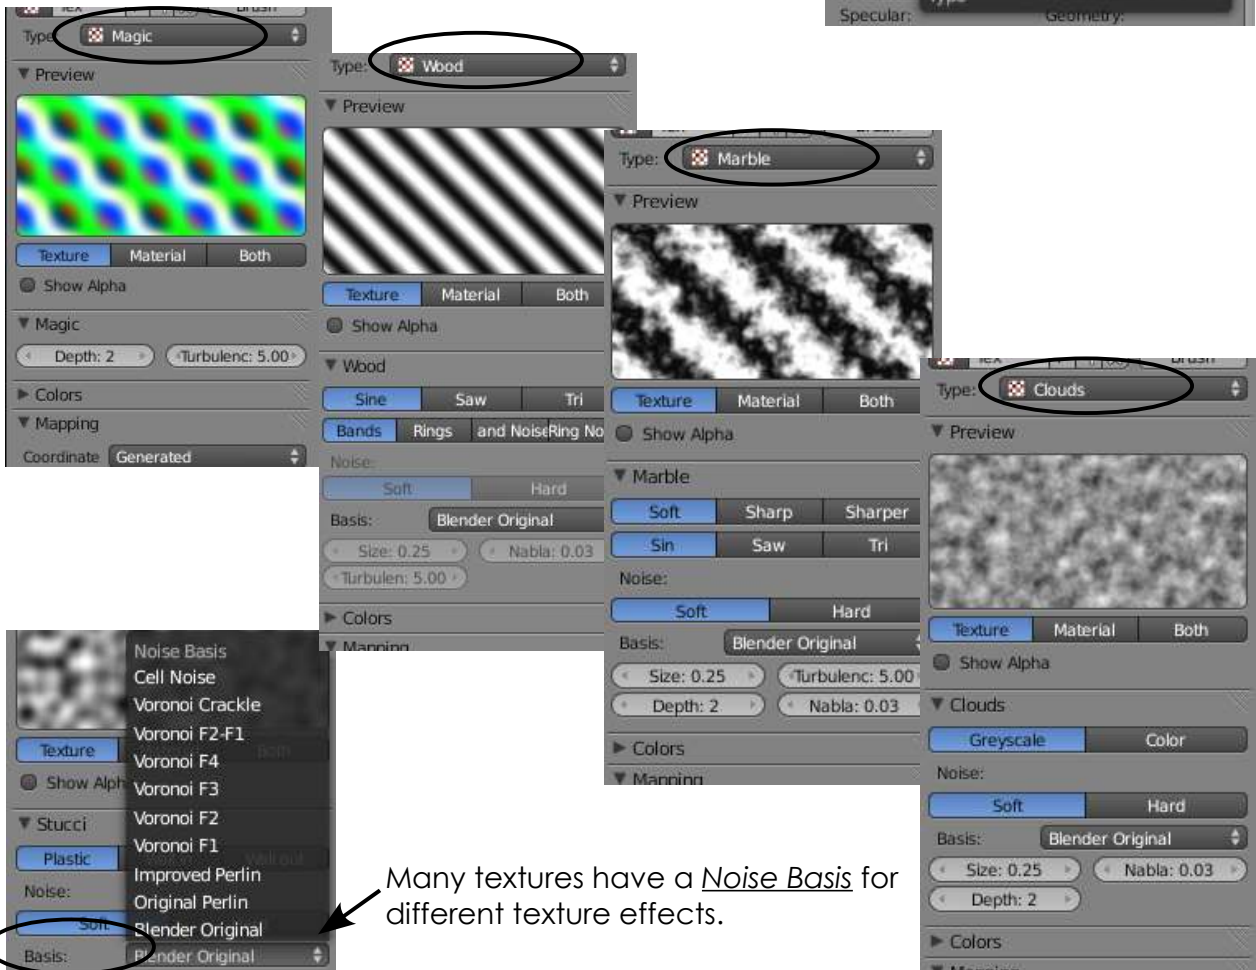 Specular:
Geometry:
Type
Magic
Preview
Texture Material Both
Show Alpha
Magic
Depth: 2 Turbulenc: 5.00
Colors
Mapping
Coordinate Generated
Type: Wood
Preview
Texture Material Both
Show Alpha
Wood
Sine Saw Tri
Bands Rings and Noise Ring No
Noise:
Soft Hard
Basis: Blender Original
Size: 0.25 Nabla: 0.03
Turbulen: 5.00
Colors
Mapping
Type: Marble
Preview
Texture Material Both
Show Alpha
Marble
Soft Sharp Sharper
Sin Saw Tri
Noise:
Soft Hard
Basis: Blender Original
Size: 0.25 Turbulenc: 5.00
Depth: 2 Nabla: 0.03
Colors
Mapping
Type: Clouds
Preview
Texture Material Both
Show Alpha
Clouds
Greyscale Color
Noise:
Soft Hard
Basis: Blender Original
Size: 0.25 Nabla: 0.03
Depth: 2
Colors
Noise Basis
Cell Noise
Voronoi Crackle
Voronoi F2-F1
Voronoi F4
Voronoi F3
Voronoi F2
Voronoi F1
Improved Perlin
Original Perlin
Blender Original
Texture Both
Show Alph
Stucci
Plastic
Noise:
Soft
Basis: Blender Original
Many textures have a Noise Basis for
different texture effects.